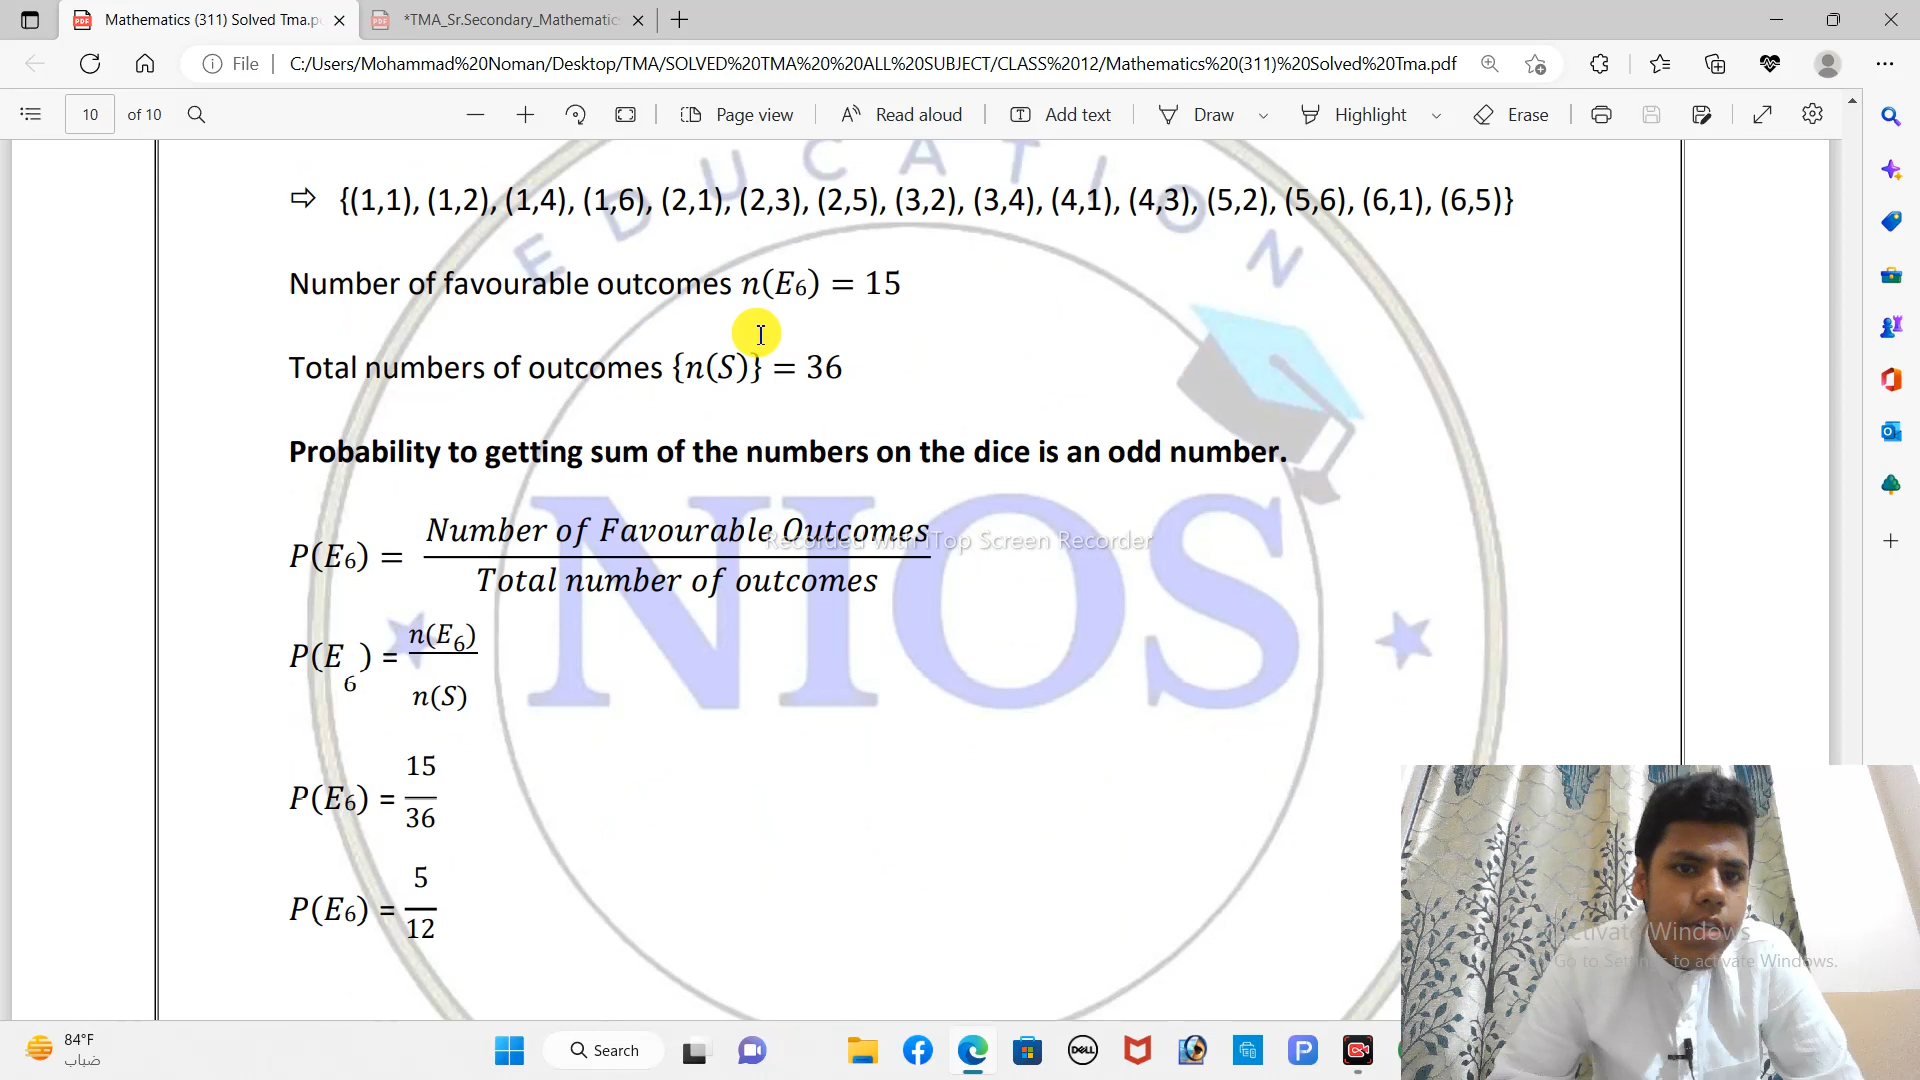 Mathematics (311) Solved Tma.p
*TMA_Sr.Secondary_Mathematic
File
C:/Users/Mohammad%20Noman/Desktop/TMA/SOLVED%20TMA%20%20ALL%20SUBJECT/CLASS%2012/Mathematics%20(311)%20Solved%20Tma.pdf
10 of 10
Page view
Read aloud
Add text
Draw
Highlight
Erase
EDUCATION
⇨ {(1,1), (1,2), (1,4), (1,6), (2,1), (2,3), (2,5), (3,2), (3,4), (4,1), (4,3), (5,2), (5,6), (6,1), (6,5)}
Number of favourable outcomes n(E₆) = 15
Total numbers of outcomes {n(S)} = 36
Probability to getting sum of the numbers on the dice is an odd number.
P(E₆) = Number of Favourable Outcomes
Total number of outcomes
Recorded with iTop Screen Recorder
NIOS
P(E₆) = n(E₆)
n(S)
P(E₆) = 15
36
P(E₆) = 5
12
Activate Windows
Go to Settings to activate Windows.
84°F
ضباب
Search
DELL